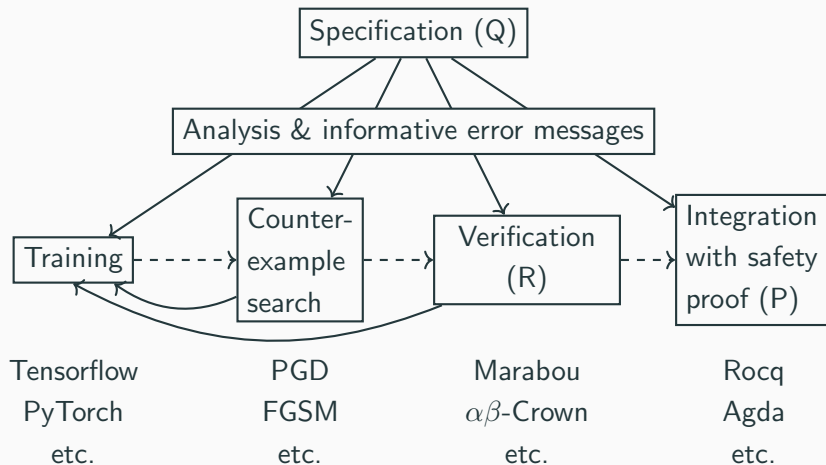 Specification (Q)
Analysis & informative error messages
Training
Counter-
example
search
Verification
(R)
Integration
with safety
proof (P)
Tensorflow
PyTorch
etc.
PGD
FGSM
etc.
Marabou
αβ-Crown
etc.
Rocq
Agda
etc.